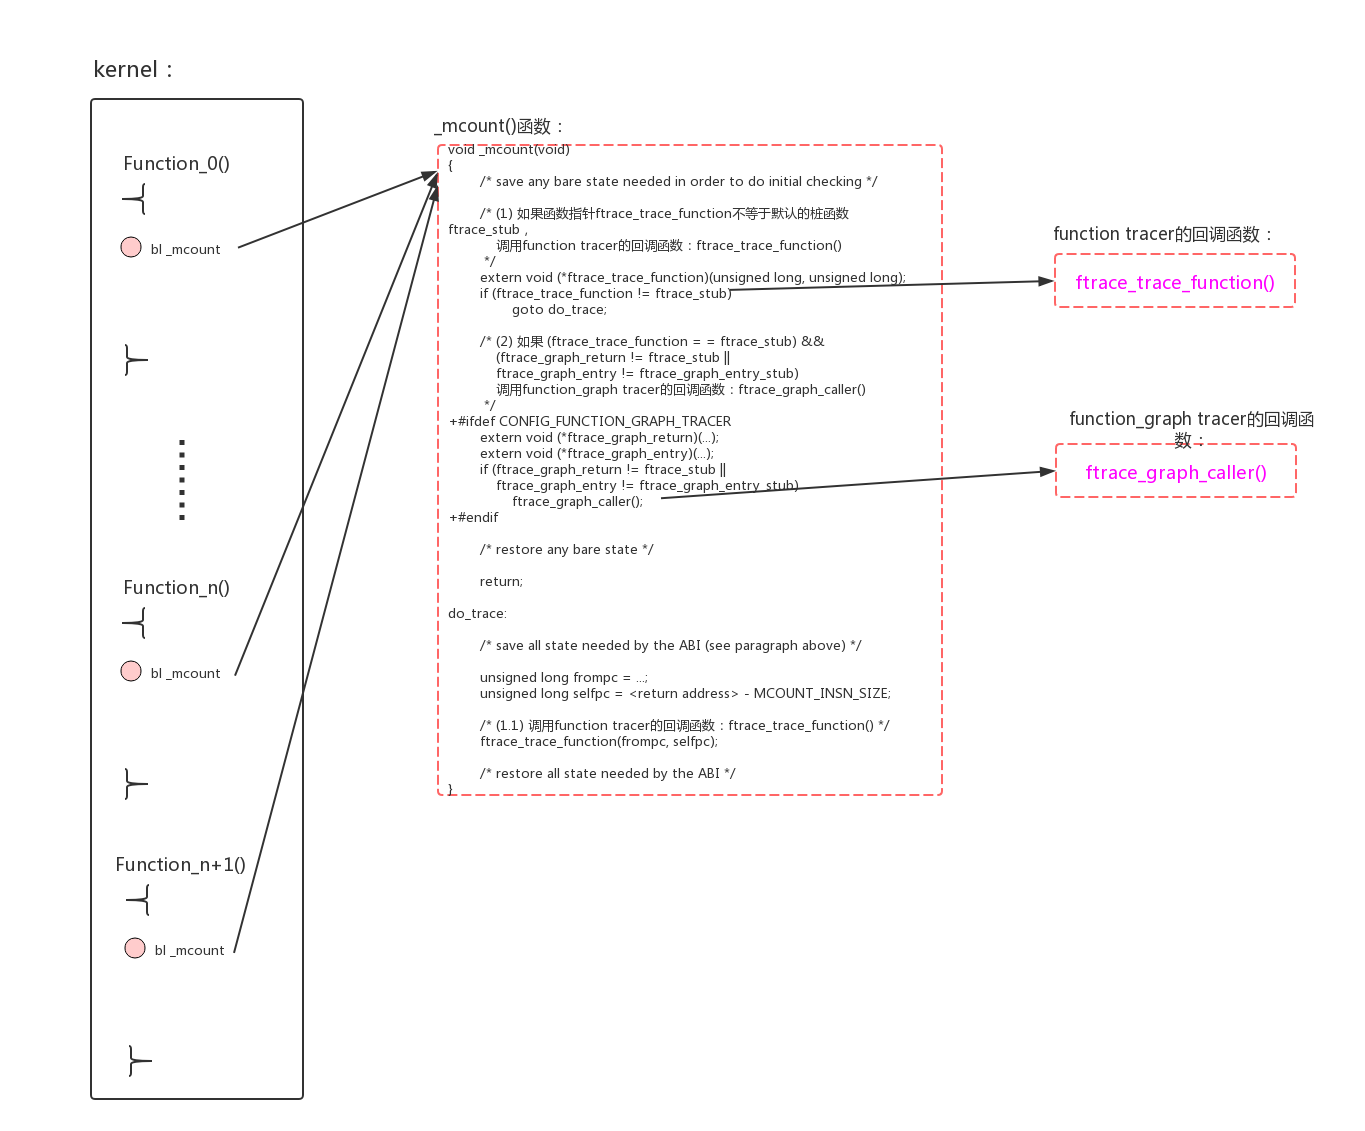 kernel：
Function_0()
bl _mcount
Function_n()
bl _mcount
Function_n+1()
bl _mcount
_mcount()函数：
void _mcount(void)
{
/* save any bare state needed in order to do initial checking */
/* (1) 如果函数指针ftrace_trace_function不等于默认的桩函数
ftrace_stub，
调用function tracer的回调函数：ftrace_trace_function()
*/
extern void (*ftrace_trace_function)(unsigned long, unsigned long);
if (ftrace_trace_function != ftrace_stub)
goto do_trace;
/* (2) 如果 (ftrace_trace_function = = ftrace_stub) &&
(ftrace_graph_return != ftrace_stub ||
ftrace_graph_entry != ftrace_graph_entry_stub)
调用function_graph tracer的回调函数：ftrace_graph_caller()
*/
+#ifdef CONFIG_FUNCTION_GRAPH_TRACER
extern void (*ftrace_graph_return)(...);
extern void (*ftrace_graph_entry)(...);
if (ftrace_graph_return != ftrace_stub ||
ftrace_graph_entry != ftrace_graph_entry_stub)
ftrace_graph_caller();
+#endif
/* restore any bare state */
return;
do_trace:
/* save all state needed by the ABI (see paragraph above) */
unsigned long frompc = ...;
unsigned long selfpc = <return address> - MCOUNT_INSN_SIZE;
/* (1.1) 调用function tracer的回调函数：ftrace_trace_function() */
ftrace_trace_function(frompc, selfpc);
/* restore all state needed by the ABI */
}
function tracer的回调函数：
ftrace_trace_function()
function_graph tracer的回调函
数：
ftrace_graph_caller()